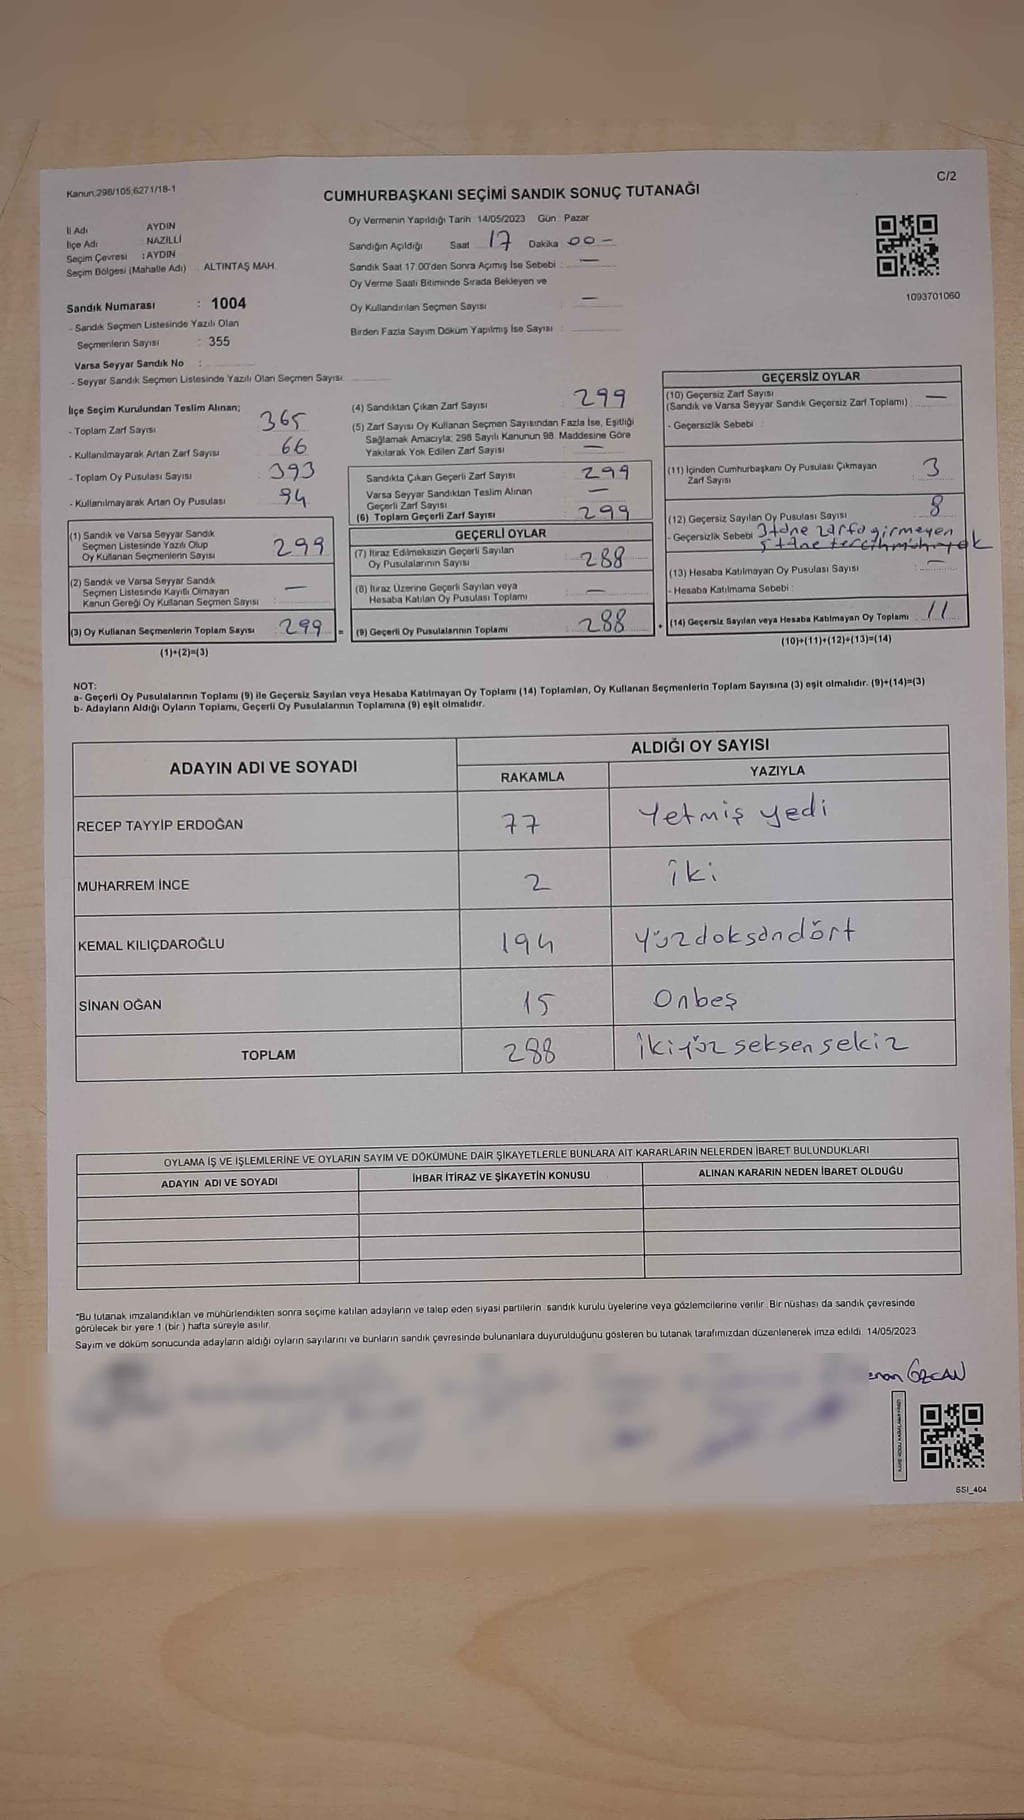 Kanun:298/105,6271/18-1
C/2
CUMHURBAŞKANI SEÇİMİ SANDIK SONUÇ TUTANAĞI
İl Adı AYDIN
İlçe Adı NAZİLLİ
Seçim Çevresi : AYDIN
Seçim Bölgesi (Mahalle Adı) : ALTINTAŞ MAH.
Sandık Numarası : 1004
- Sandık Seçmen Listesinde Yazılı Olan
Seçmenlerin Sayısı : 355
Varsa Seyyar Sandık No :
- Seyyar Sandık Seçmen Listesinde Yazılı Olan Seçmen Sayısı:
Oy Vermenin Yapıldığı Tarih 14/05/2023 Gün : Pazar
Sandığın Açıldığı Saat 17 Dakika 00 -
Sandık Saat 17:00'den Sonra Açımış İse Sebebi : —
Oy Verme Saati Bitiminde Sırada Bekleyen ve
Oy Kullandırılan Seçmen Sayısı —
Birden Fazla Sayım Döküm Yapılmış İse Sayısı : —
1093701060
İlçe Seçim Kurulundan Teslim Alınan;
- Toplam Zarf Sayısı : 365
- Kullanılmayarak Artan Zarf Sayısı : 66
- Toplam Oy Pusulası Sayısı : 393
- Kullanılmayarak Artan Oy Pusulası : 94
(1) Sandık ve Varsa Seyyar Sandık
Seçmen Listesinde Yazılı Olup
Oy Kullanan Seçmenlerin Sayısı : 299
(2) Sandık ve Varsa Seyyar Sandık
Seçmen Listesinde Kayıtlı Olmayan
Kanun Gereği Oy Kullanan Seçmen Sayısı : —
(3) Oy Kullanan Seçmenlerin Toplam Sayısı : 299
(1)+(2)=(3)
=
(4) Sandıktan Çıkan Zarf Sayısı : 299
(5) Zarf Sayısı Oy Kullanan Seçmen Sayısından Fazla İse, Eşitliği
Sağlamak Amacıyla; 298 Sayılı Kanunun 98. Maddesine Göre
Yakılarak Yok Edilen Zarf Sayısı : —
Sandıkta Çıkan Geçerli Zarf Sayısı : 299
Varsa Seyyar Sandıktan Teslim Alınan
Geçerli Zarf Sayısı : —
(6) Toplam Geçerli Zarf Sayısı : 299
GEÇERLİ OYLAR
(7) İtiraz Edilmeksizin Geçerli Sayılan
Oy Pusulalarının Sayısı : 288
(8) İtiraz Üzerine Geçerli Sayılan veya
Hesaba Katılan Oy Pusulası Toplamı : —
(9) Geçerli Oy Pusulalarının Toplamı : 288
+
GEÇERSİZ OYLAR
(10) Geçersiz Zarf Sayısı
(Sandık ve Varsa Seyyar Sandık Geçersiz Zarf Toplamı) : —
- Geçersizlik Sebebi :
(11) İçinden Cumhurbaşkanı Oy Pusulası Çıkmayan
Zarf Sayısı : 3
(12) Geçersiz Sayılan Oy Pusulası Sayısı : 8
- Geçersizlik Sebebi 3 tane zarfa girmeyen
5 tane tercih mührü yok
(13) Hesaba Katılmayan Oy Pusulası Sayısı : —
- Hesaba Katılmama Sebebi :
(14) Geçersiz Sayılan veya Hesaba Katılmayan Oy Toplamı : 11
(10)+(11)+(12)+(13)=(14)
NOT:
a- Geçerli Oy Pusulalarının Toplamı (9) ile Geçersiz Sayılan veya Hesaba Katılmayan Oy Toplamı (14) Toplamları, Oy Kullanan Seçmenlerin Toplam Sayısına (3) eşit olmalıdır. (9)+(14)=(3)
b- Adayların Aldığı Oyların Toplamı, Geçerli Oy Pusulalarının Toplamına (9) eşit olmalıdır.
ADAYIN ADI VE SOYADI
ALDIĞI OY SAYISI
RAKAMLA YAZIYLA
RECEP TAYYİP ERDOĞAN 77 Yetmiş yedi
MUHARREM İNCE 2 iki
KEMAL KILIÇDAROĞLU 194 yüzdoksandört
SİNAN OĞAN 15 Onbeş
TOPLAM 288 ikiyüz seksen sekiz
OYLAMA İŞ VE İŞLEMLERİNE VE OYLARIN SAYIM VE DÖKÜMÜNE DAİR ŞİKAYETLERLE BUNLARA AİT KARARLARIN NELERDEN İBARET BULUNDUKLARI
ADAYIN ADI VE SOYADI İHBAR İTİRAZ VE ŞİKAYETİN KONUSU ALINAN KARARIN NEDEN İBARET OLDUĞU
*Bu tutanak imzalandıktan ve mühürlendikten sonra seçime katılan adayların ve talep eden siyasi partilerin sandık kurulu üyelerine veya gözlemcilerine verilir. Bir nüshası da sandık çevresinde
görülecek bir yere 1 (bir) hafta süreyle asılır.
Sayım ve döküm sonucunda adayların aldığı oyların sayılarını ve bunların sandık çevresinde bulunanlara duyurulduğunu gösteren bu tutanak tarafımızdan düzenlenerek imza edildi. 14/05/2023
ÖZCAN
SSI_404